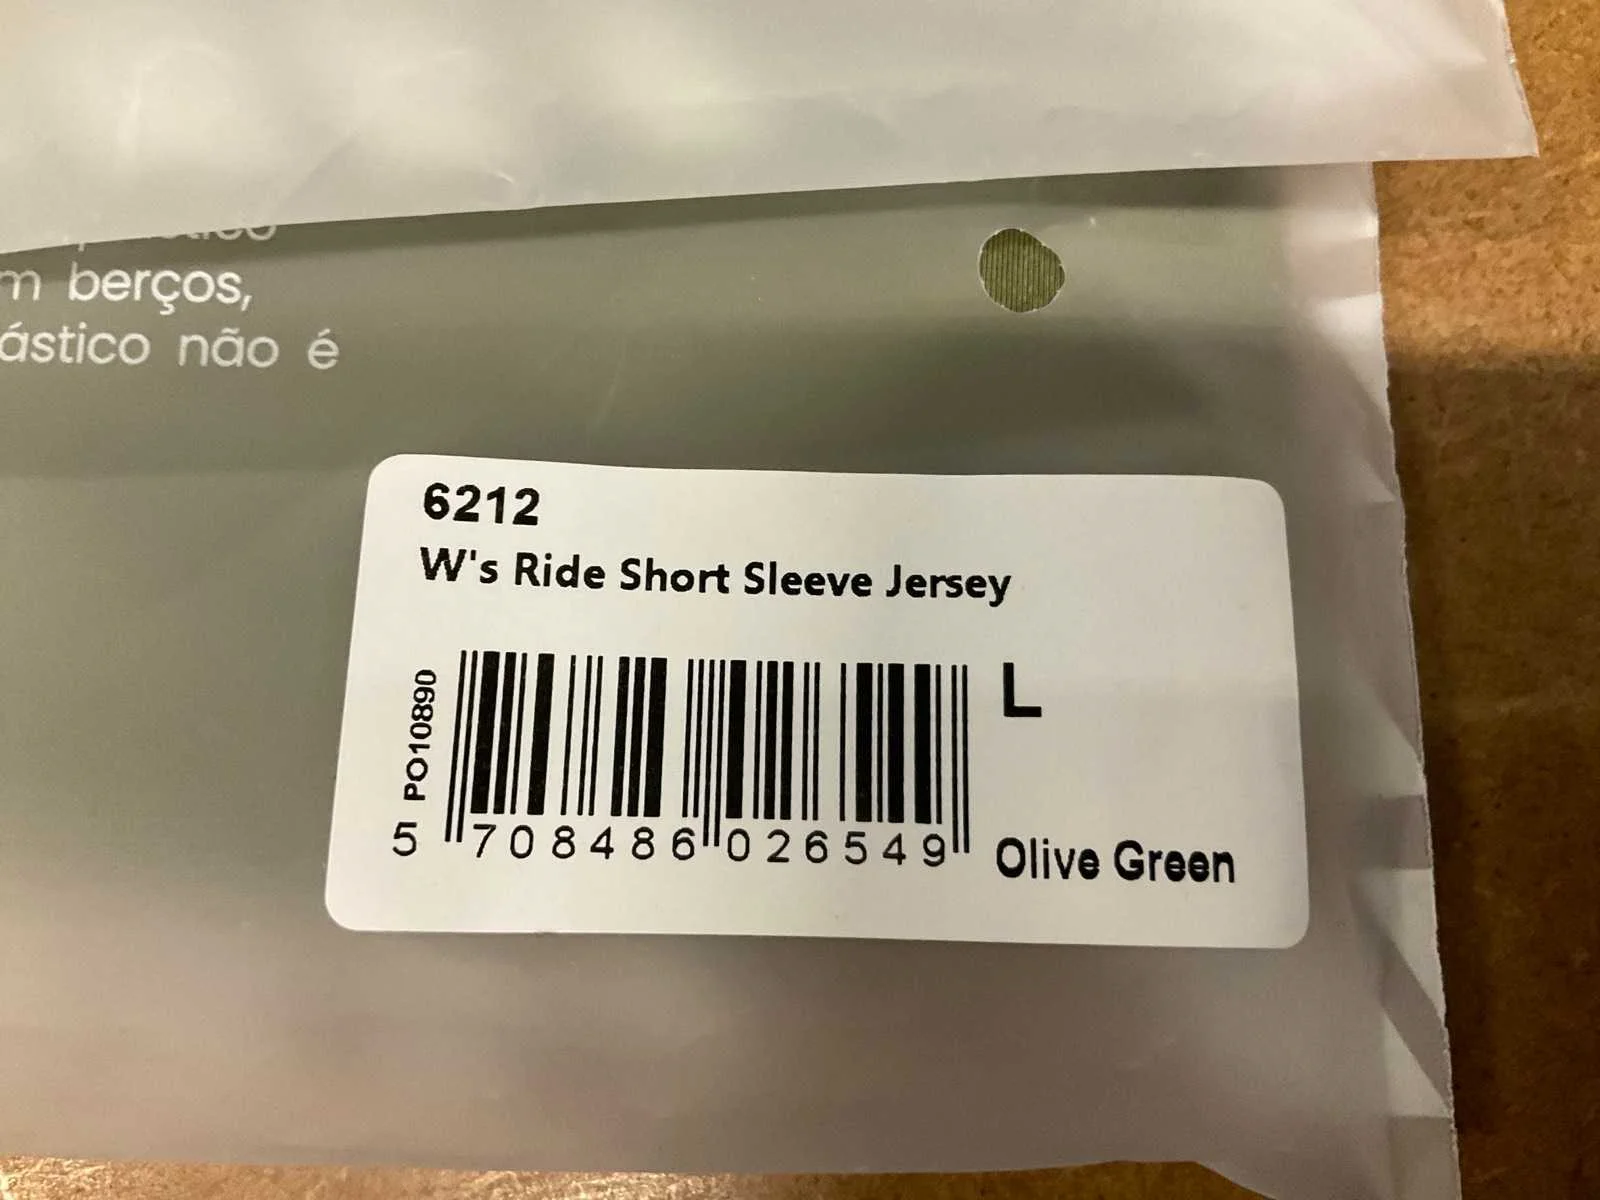 m berços,
ástico não é
6212
W's Ride Short Sleeve Jersey
PO10890
L
5 708486 026549
Olive Green